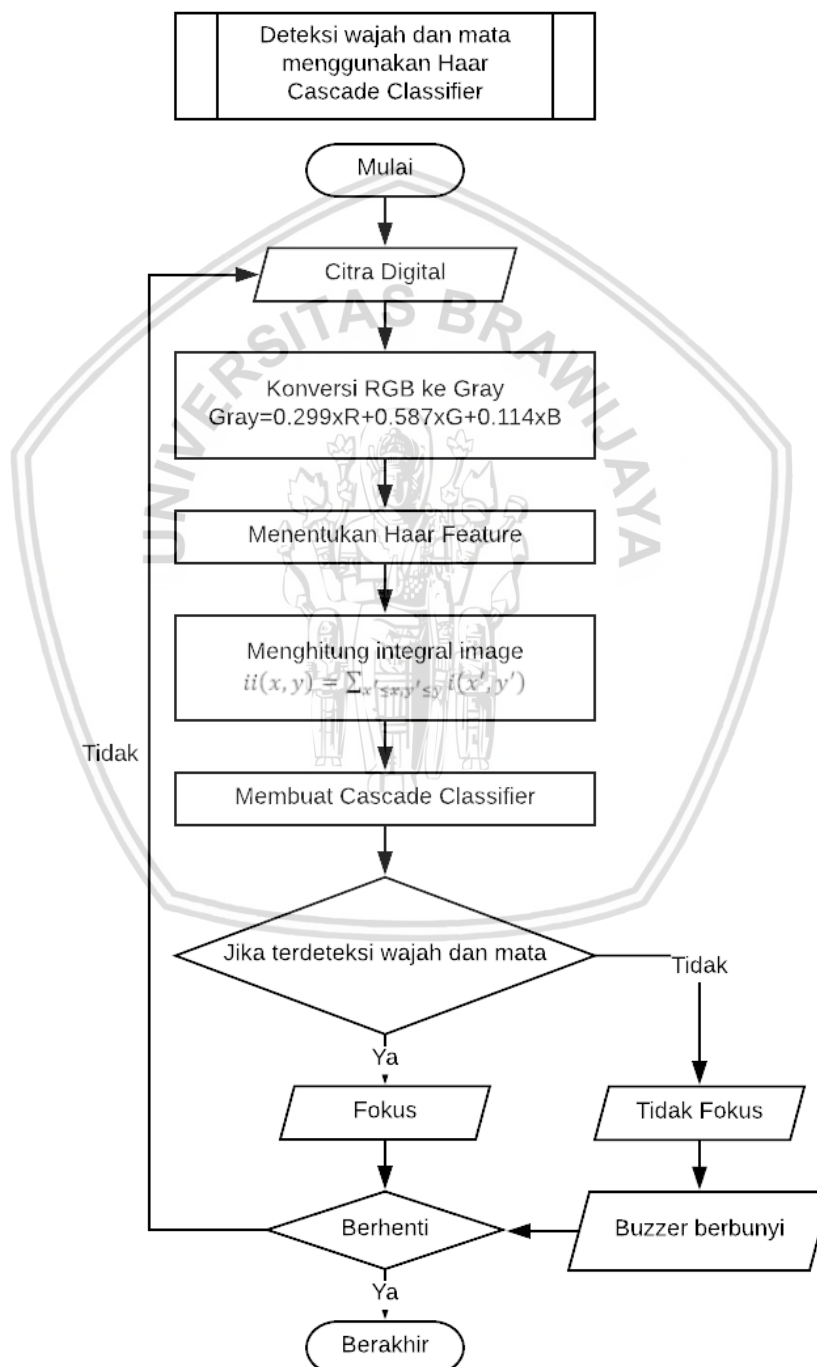 Deteksi wajah dan mata
menggunakan Haar
Cascade Classifier
Mulai
Citra Digital
UNIVERSITAS BRAWIJAYA
Konversi RGB ke Gray
Gray=0.299xR+0.587xG+0.114xB
Menentukan Haar Feature
Menghitung integral image
ii(x, y) = ∑x′≤x,y′≤y i(x′, y′)
Tidak
Membuat Cascade Classifier
Jika terdeteksi wajah dan mata
Tidak
Ya
Fokus
Tidak Fokus
Berhenti
Buzzer berbunyi
Ya
Berakhir